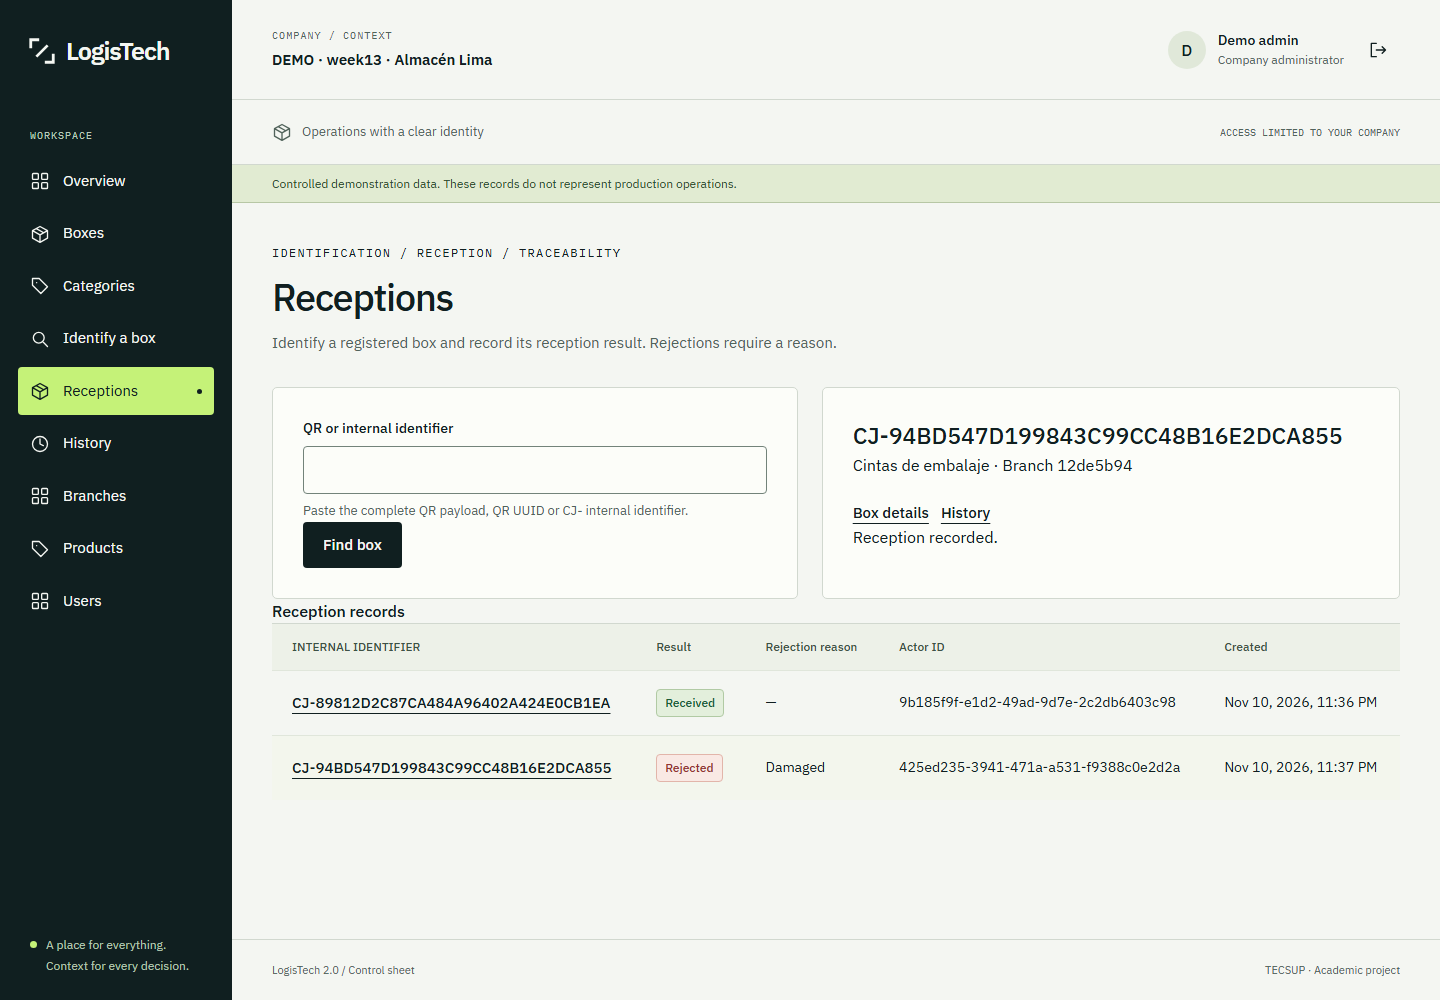 LogisTech
WORKSPACE
Overview
Boxes
Categories
Identify a box
Receptions
History
Branches
Products
Users
A place for everything.
Context for every decision.
COMPANY / CONTEXT
DEMO · week13 · Almacén Lima
D
Demo admin
Company administrator
Operations with a clear identity
ACCESS LIMITED TO YOUR COMPANY
Controlled demonstration data. These records do not represent production operations.
IDENTIFICATION / RECEPTION / TRACEABILITY
Receptions
Identify a registered box and record its reception result. Rejections require a reason.
QR or internal identifier
Paste the complete QR payload, QR UUID or CJ- internal identifier.
Find box
CJ-94BD547D199843C99CC48B16E2DCA855
Cintas de embalaje · Branch 12de5b94
Box details History
Reception recorded.
Reception records
INTERNAL IDENTIFIER Result Rejection reason Actor ID Created
CJ-89812D2C87CA484A96402A424E0CB1EA Received — 9b185f9f-e1d2-49ad-9d7e-2c2db6403c98 Nov 10, 2026, 11:36 PM
CJ-94BD547D199843C99CC48B16E2DCA855 Rejected Damaged 425ed235-3941-471a-a531-f9388c0e2d2a Nov 10, 2026, 11:37 PM
LogisTech 2.0 / Control sheet
TECSUP · Academic project